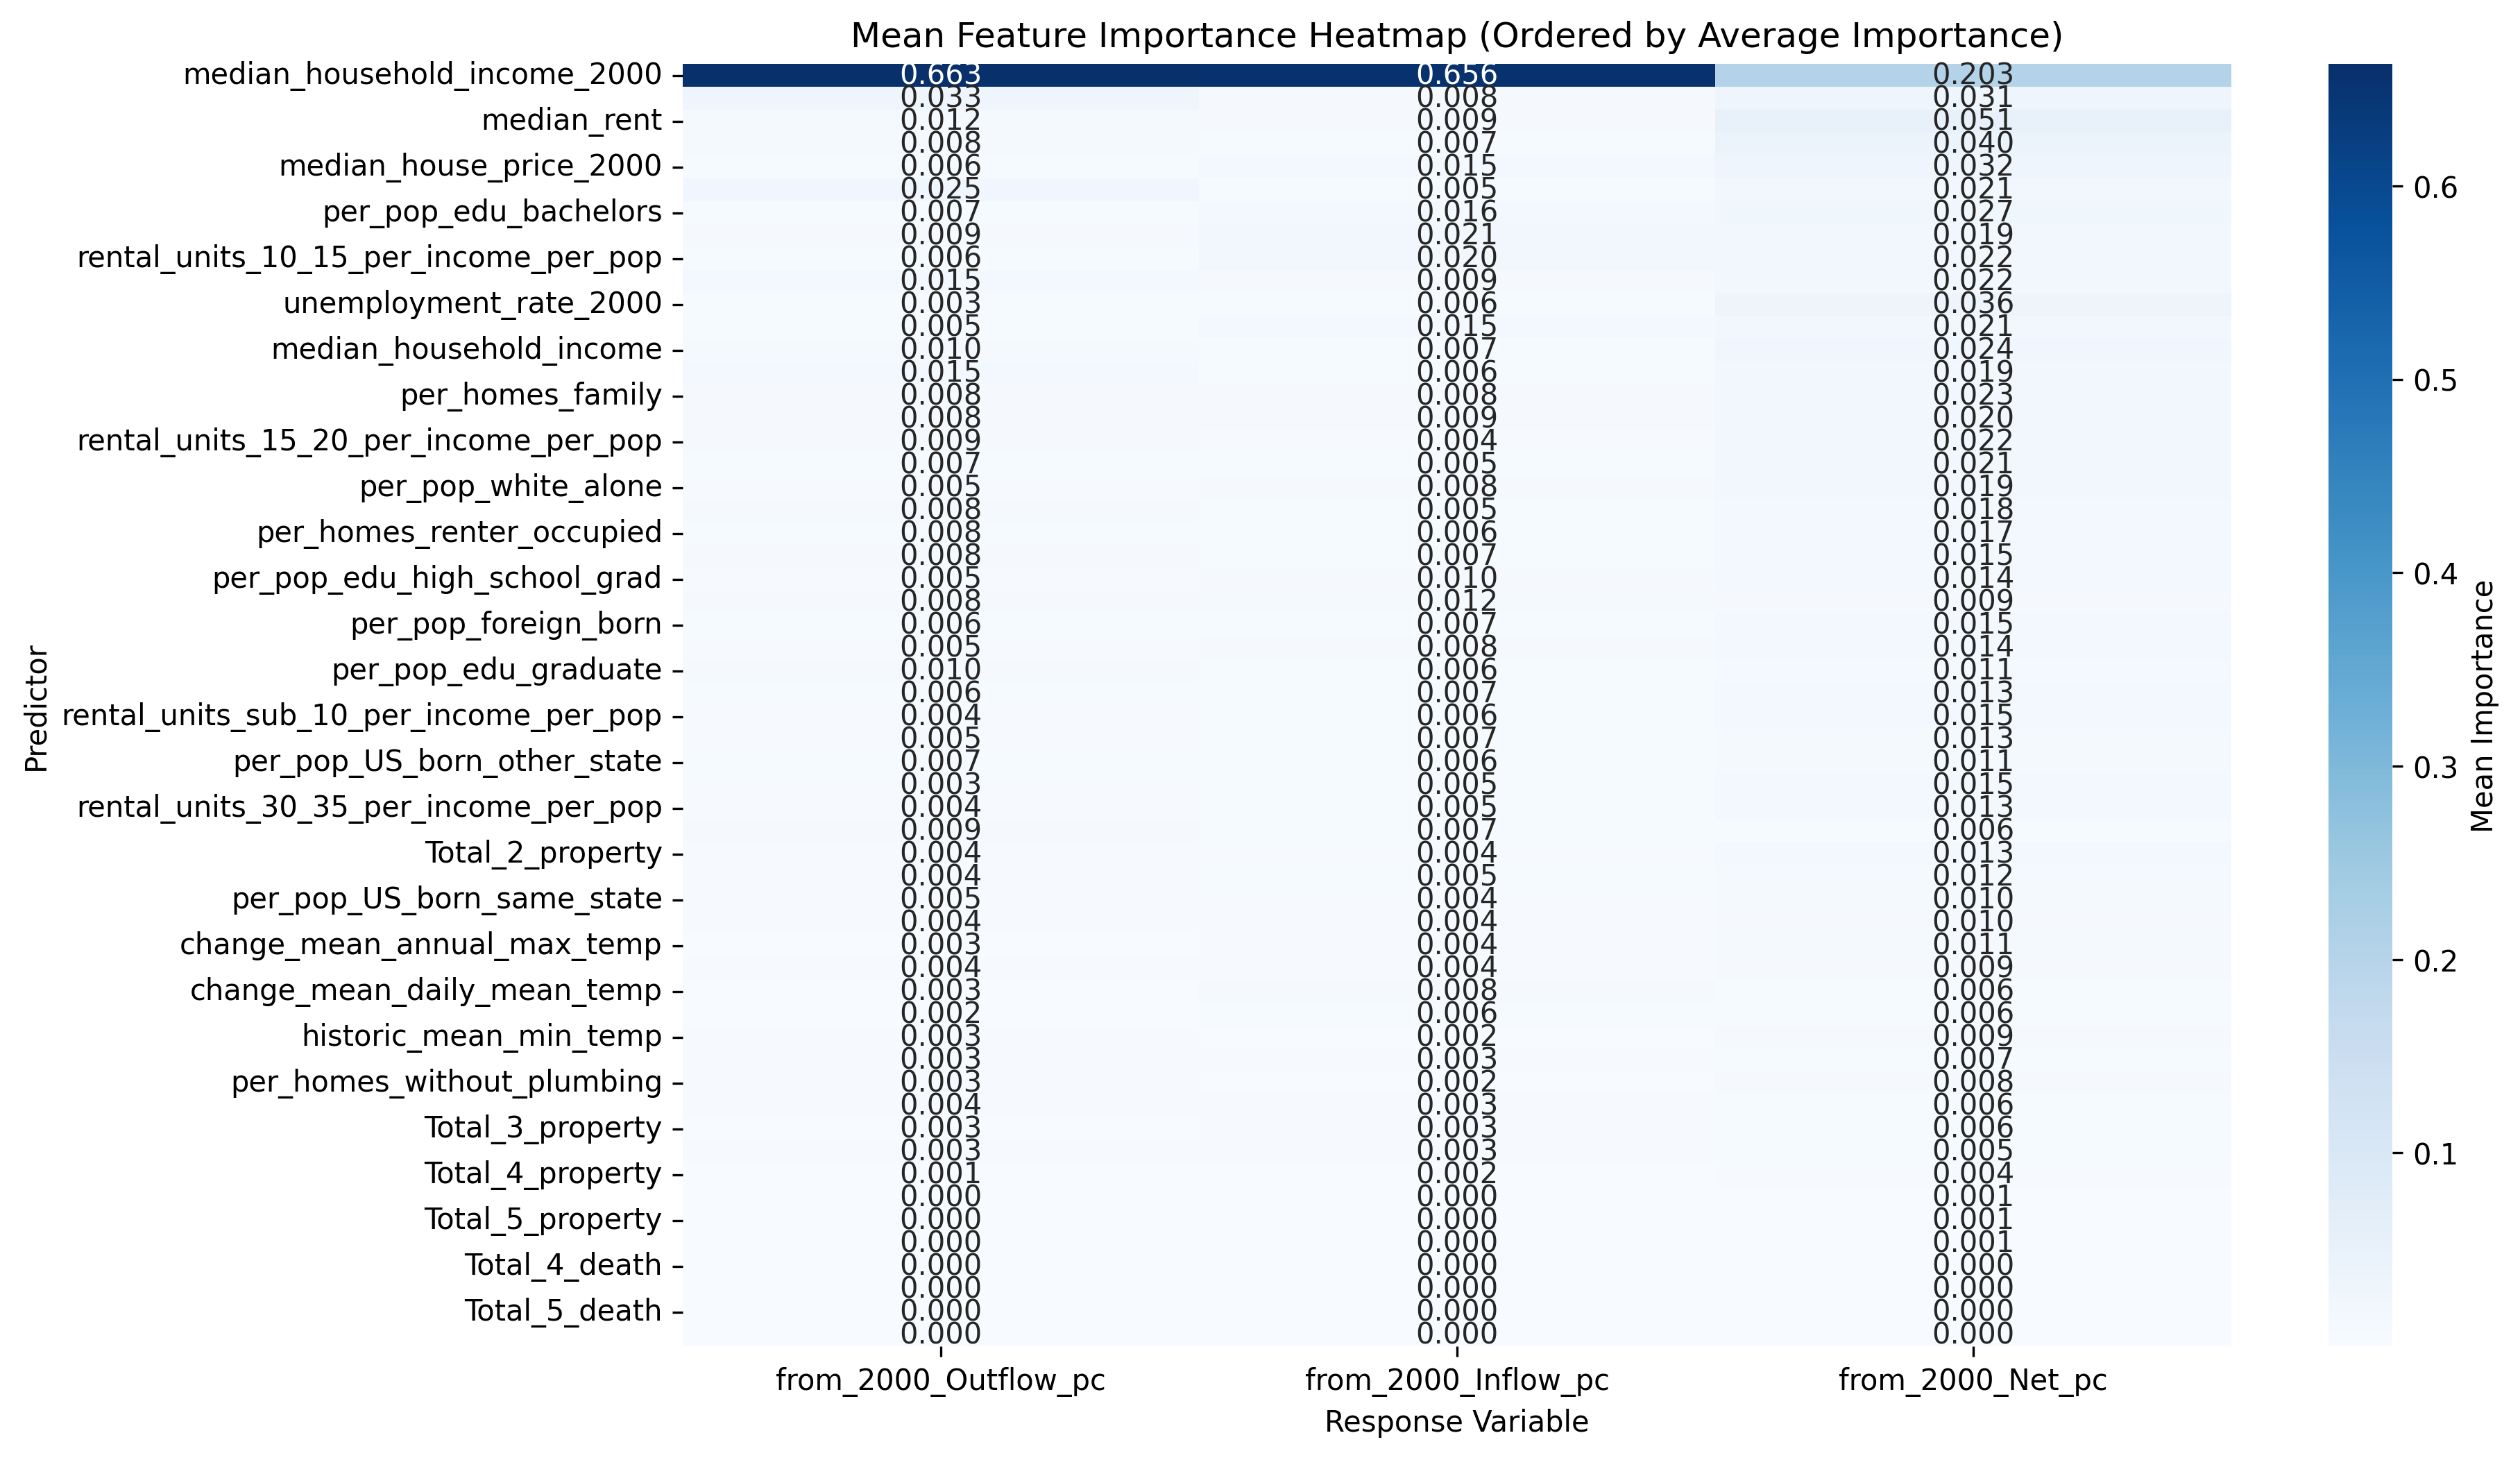 Mean Feature Importance Heatmap (Ordered by Average Importance)
median_household_income_2000 0.663 0.656 0.203
0.033 0.008 0.031
median_rent 0.012 0.009 0.051
0.008 0.007 0.040
median_house_price_2000 0.006 0.015 0.032
0.025 0.005 0.021
per_pop_edu_bachelors 0.007 0.016 0.027
0.009 0.021 0.019
rental_units_10_15_per_income_per_pop 0.006 0.020 0.022
0.015 0.009 0.022
unemployment_rate_2000 0.003 0.006 0.036
0.005 0.015 0.021
median_household_income 0.010 0.007 0.024
0.015 0.006 0.019
per_homes_family 0.008 0.008 0.023
0.008 0.009 0.020
rental_units_15_20_per_income_per_pop 0.009 0.004 0.022
0.007 0.005 0.021
per_pop_white_alone 0.005 0.008 0.019
0.008 0.005 0.018
per_homes_renter_occupied 0.008 0.006 0.017
0.008 0.007 0.015
per_pop_edu_high_school_grad 0.005 0.010 0.014
0.008 0.012 0.009
per_pop_foreign_born 0.006 0.007 0.015
0.005 0.008 0.014
per_pop_edu_graduate 0.010 0.006 0.011
0.006 0.007 0.013
rental_units_sub_10_per_income_per_pop 0.004 0.006 0.015
0.005 0.007 0.013
per_pop_US_born_other_state 0.007 0.006 0.011
0.003 0.005 0.015
rental_units_30_35_per_income_per_pop 0.004 0.005 0.013
0.009 0.007 0.006
Total_2_property 0.004 0.004 0.013
0.004 0.005 0.012
per_pop_US_born_same_state 0.005 0.004 0.010
0.004 0.004 0.010
change_mean_annual_max_temp 0.003 0.004 0.011
0.004 0.004 0.009
change_mean_daily_mean_temp 0.003 0.008 0.006
0.002 0.006 0.006
historic_mean_min_temp 0.003 0.002 0.009
0.003 0.003 0.007
per_homes_without_plumbing 0.003 0.002 0.008
0.004 0.003 0.006
Total_3_property 0.003 0.003 0.006
0.003 0.003 0.005
Total_4_property 0.001 0.002 0.004
0.000 0.000 0.001
Total_5_property 0.000 0.000 0.001
0.000 0.000 0.001
Total_4_death 0.000 0.000 0.000
0.000 0.000 0.000
Total_5_death 0.000 0.000 0.000
0.000 0.000 0.000
from_2000_Outflow_pc from_2000_Inflow_pc from_2000_Net_pc
Response Variable
Predictor
0.6
0.5
0.4
0.3
0.2
0.1
Mean Importance